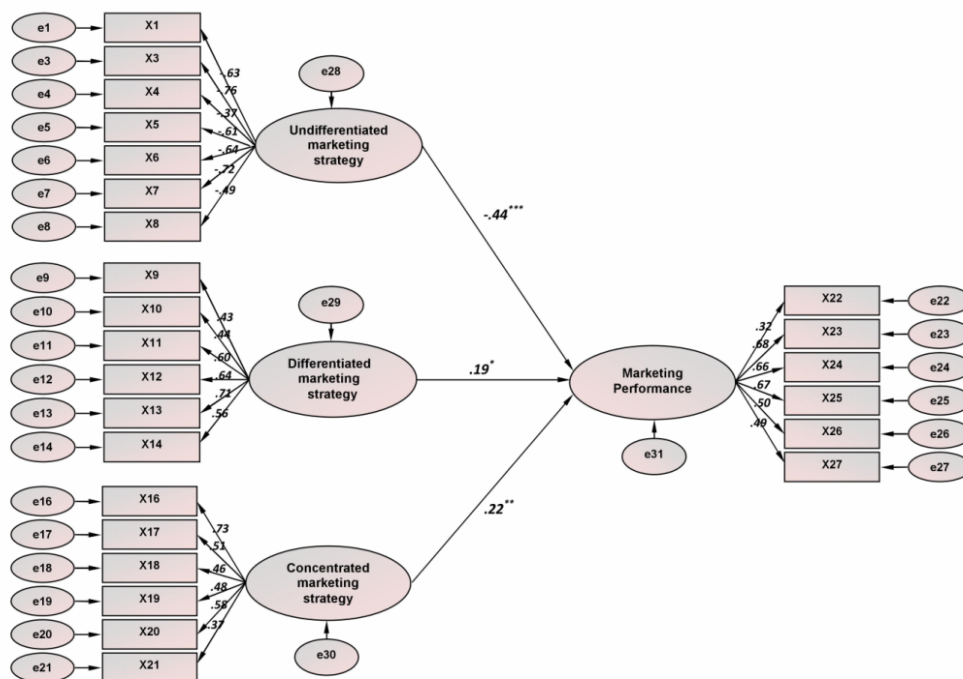 e1
X1
e3
X3
e4
X4
e5
X5
e6
X6
e7
X7
e8
X8
-.63
-.76
-.37
-.61
-.64
-.72
-.49
e28
Undifferentiated
marketing
strategy
-.44***
e9
X9
e10
X10
e11
X11
e12
X12
e13
X13
e14
X14
.43
.44
.60
.64
.71
.56
e29
Differentiated
marketing
strategy
.19*
e16
X16
e17
X17
e18
X18
e19
X19
e20
X20
e21
X21
.73
.51
.46
.48
.58
.37
Concentrated
marketing
strategy
e30
.22**
Marketing
Performance
e31
.32
.68
.66
.67
.50
.49
X22
e22
X23
e23
X24
e24
X25
e25
X26
e26
X27
e27